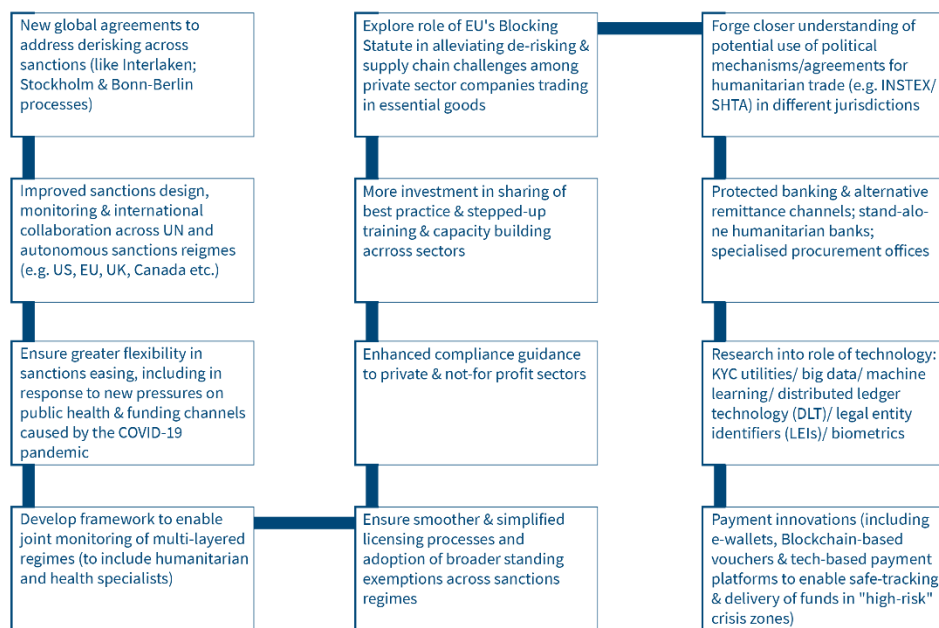 New global agreements to
address derisking across
sanctions (like Interlaken;
Stockholm & Bonn-Berlin
processes)
Improved sanctions design,
monitoring & international
collaboration across UN and
autonomous sanctions reigmes
(e.g. US, EU, UK, Canada etc.)
Ensure greater flexibility in
sanctions easing, including in
response to new pressures on
public health & funding channels
caused by the COVID-19
pandemic
Develop framework to enable
joint monitoring of multi-layered
regimes (to include humanitarian
and health specialists)
Ensure smoother & simplified
licensing processes and
adoption of broader standing
exemptions across sanctions
regimes
Enhanced compliance guidance
to private & not-for profit sectors
More investment in sharing of
best practice & stepped-up
training & capacity building
acrross sectors
Explore role of EU's Blocking
Statute in alleviating de-risking &
supply chain challenges among
private sector companies trading
in essential goods
Forge closer understanding of
potential use of political
mechanisms/agreements for
humanitarian trade (e.g. INSTEX/
SHTA) in different jurisdictions
Protected banking & alternative
remittance channels; stand-alo-
ne humanitarian banks;
specialised procurement offices
Research into role of technology:
KYC utilities/ big data/ machine
learning/ distributed ledger
technology (DLT)/ legal entity
identifiers (LEIs)/ biometrics
Payment innovations (including
e-wallets, Blockchain-based
vouchers & tech-based payment
platforms to enable safe-tracking
& delivery of funds in "high-risk"
crisis zones)